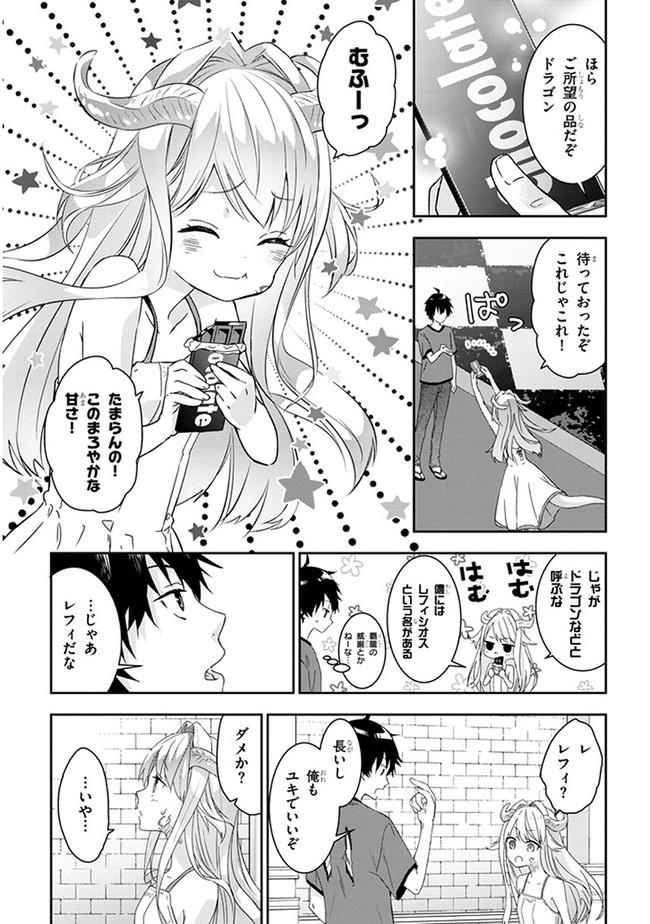 ほら
ご所望の品だぞ
ドラゴン
chocolate
むふーっ
たまらんの!
このまろやかな
甘さ!
ocolate
待っておったぞ
これじゃこれ!
ぱっ
じゃが
ドラゴンなどと
呼ぶな
はむ
はむ
儂には
レフィシオス
という名がある
覇龍の
威厳とか
ねーな…
…じゃあ
レフィだな
レ
レフィ?
長いし
俺も
ユキでいいぞ
ダメか?
…いや…